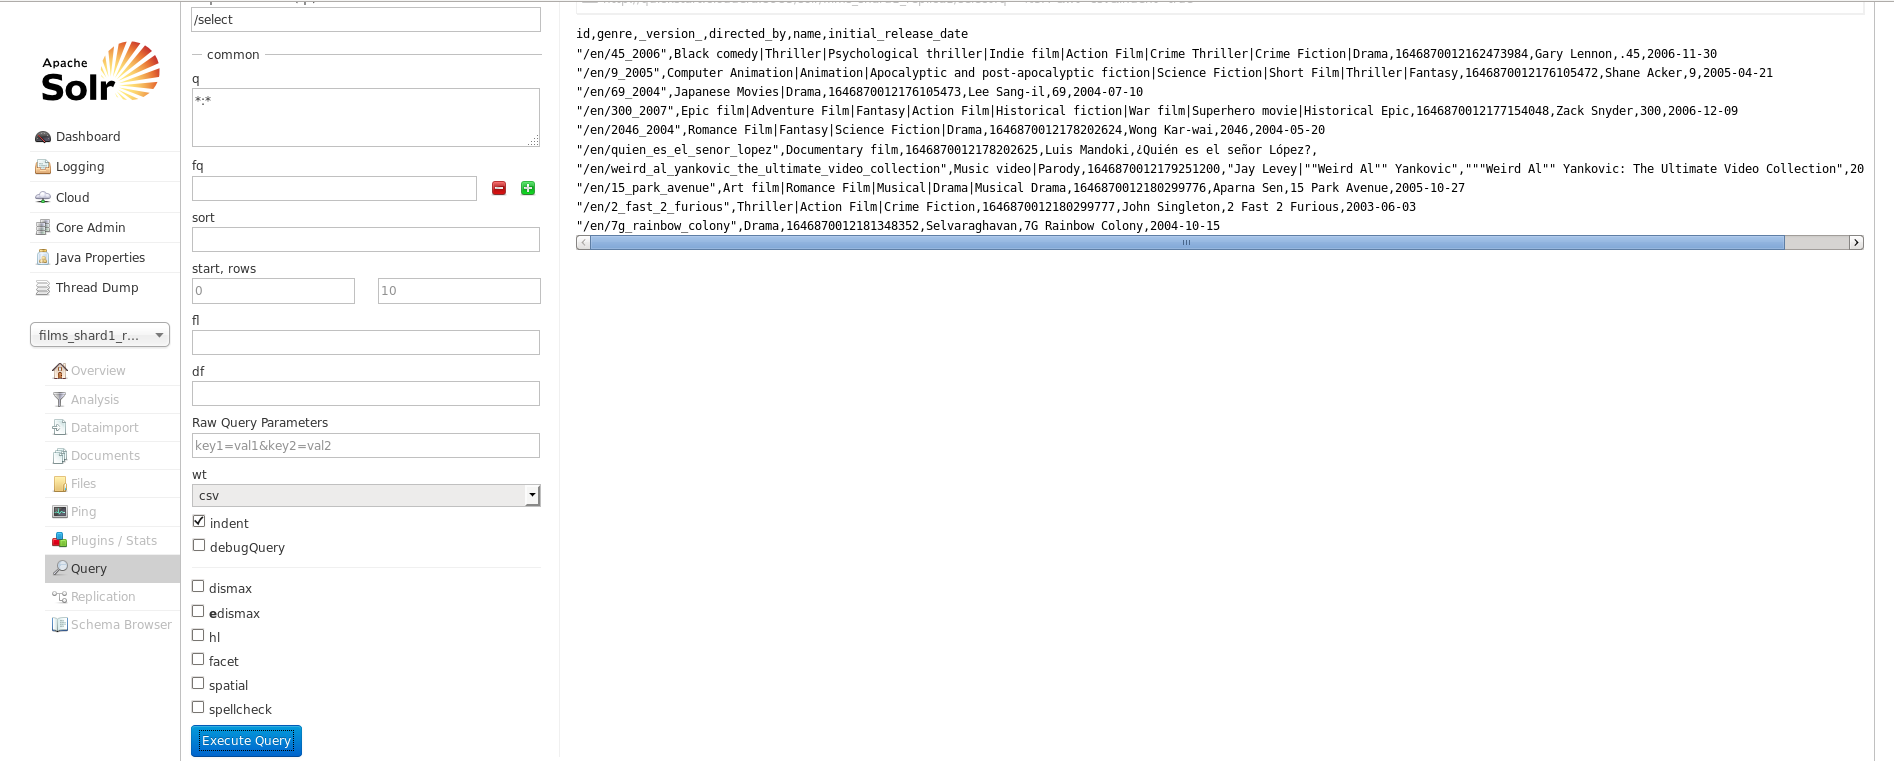 Apache
Solr
Dashboard
Logging
Cloud
Core Admin
Java Properties
Thread Dump
films_shard1_r...
Overview
Analysis
Dataimport
Documents
Files
Ping
Plugins / Stats
Query
Replication
Schema Browser
/select
common
q
*:*
fq
sort
start, rows
0 10
fl
df
Raw Query Parameters
key1=val1&key2=val2
wt
csv
indent
debugQuery
dismax
edismax
hl
facet
spatial
spellcheck
Execute Query
id,genre,_version_,directed_by,name,initial_release_date
"/en/45_2006",Black comedy|Thriller|Psychological thriller|Indie film|Action Film|Crime Thriller|Crime Fiction|Drama,1646870012162473984,Gary Lennon,.45,2006-11-30
"/en/9_2005",Computer Animation|Animation|Apocalyptic and post-apocalyptic fiction|Science Fiction|Short Film|Thriller|Fantasy,1646870012176105472,Shane Acker,9,2005-04-21
"/en/69_2004",Japanese Movies|Drama,1646870012176105473,Lee Sang-il,69,2004-07-10
"/en/300_2007",Epic film|Adventure Film|Fantasy|Action Film|Historical fiction|War film|Superhero movie|Historical Epic,1646870012177154048,Zack Snyder,300,2006-12-09
"/en/2046_2004",Romance Film|Fantasy|Science Fiction|Drama,1646870012178202624,Wong Kar-wai,2046,2004-05-20
"/en/quien_es_el_senor_lopez",Documentary film,1646870012178202625,Luis Mandoki,¿Quién es el señor López?,
"/en/weird_al_yankovic_the_ultimate_video_collection",Music video|Parody,1646870012179251200,"Jay Levey|""Weird Al"" Yankovic","""Weird Al"" Yankovic: The Ultimate Video Collection",20
"/en/15_park_avenue",Art film|Romance Film|Musical|Drama|Musical Drama,1646870012180299776,Aparna Sen,15 Park Avenue,2005-10-27
"/en/2_fast_2_furious",Thriller|Action Film|Crime Fiction,1646870012180299777,John Singleton,2 Fast 2 Furious,2003-06-03
"/en/7g_rainbow_colony",Drama,1646870012181348352,Selvaraghavan,7G Rainbow Colony,2004-10-15